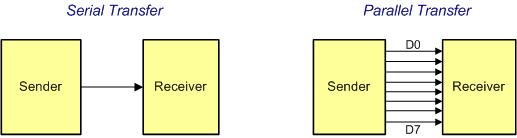 Serial Transfer
Parallel Transfer
Sender
Receiver
Sender
D0
D7
Receiver